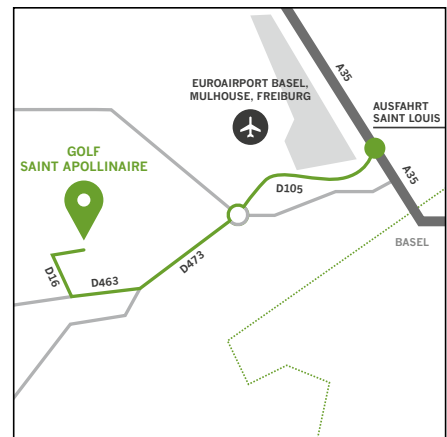 A35
EUROAIRPORT BASEL,
MULHOUSE, FREIBURG
AUSFAHRT
SAINT LOUIS
GOLF
SAINT APOLLINAIRE
A35
D105
BASEL
D473
D16
D463